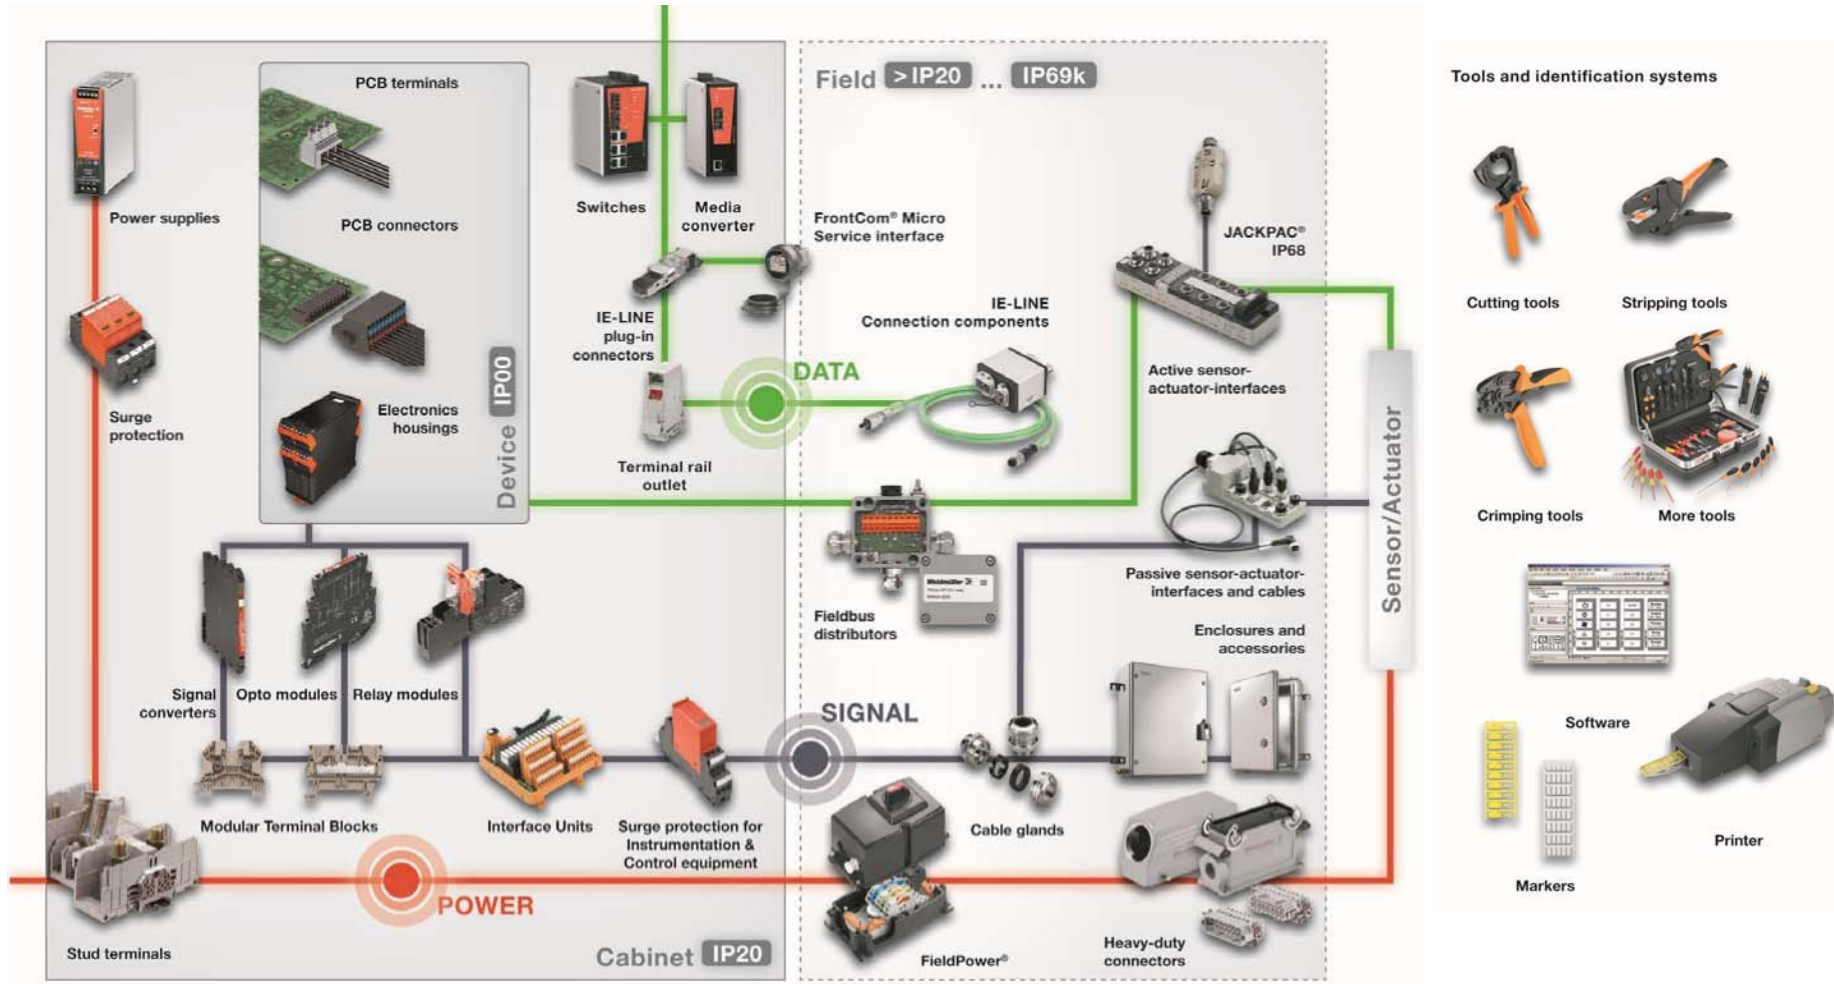 Power supplies
Surge
protection
PCB terminals
PCB connectors
Electronics
housings
Device IP00
Switches
Media
converter
IE-LINE
plug-in
connectors
Terminal rail
outlet
DATA
Signal
converters
Opto modules
Relay modules
Modular Terminal Blocks
Interface Units
Surge protection for
Instrumentation &
Control equipment
Stud terminals
POWER
Cabinet IP20
Field > IP20 ... IP69k
FrontCom® Micro
Service interface
JACKPAC®
IP68
IE-LINE
Connection components
Active sensor-
actuator-interfaces
Fieldbus
distributors
Weidmüller
Passive sensor-actuator-
interfaces and cables
Enclosures and
accessories
SIGNAL
Cable glands
FieldPower®
Heavy-duty
connectors
Sensor/Actuator
Tools and identification systems
Cutting tools
Stripping tools
Crimping tools
More tools
Software
Printer
Markers